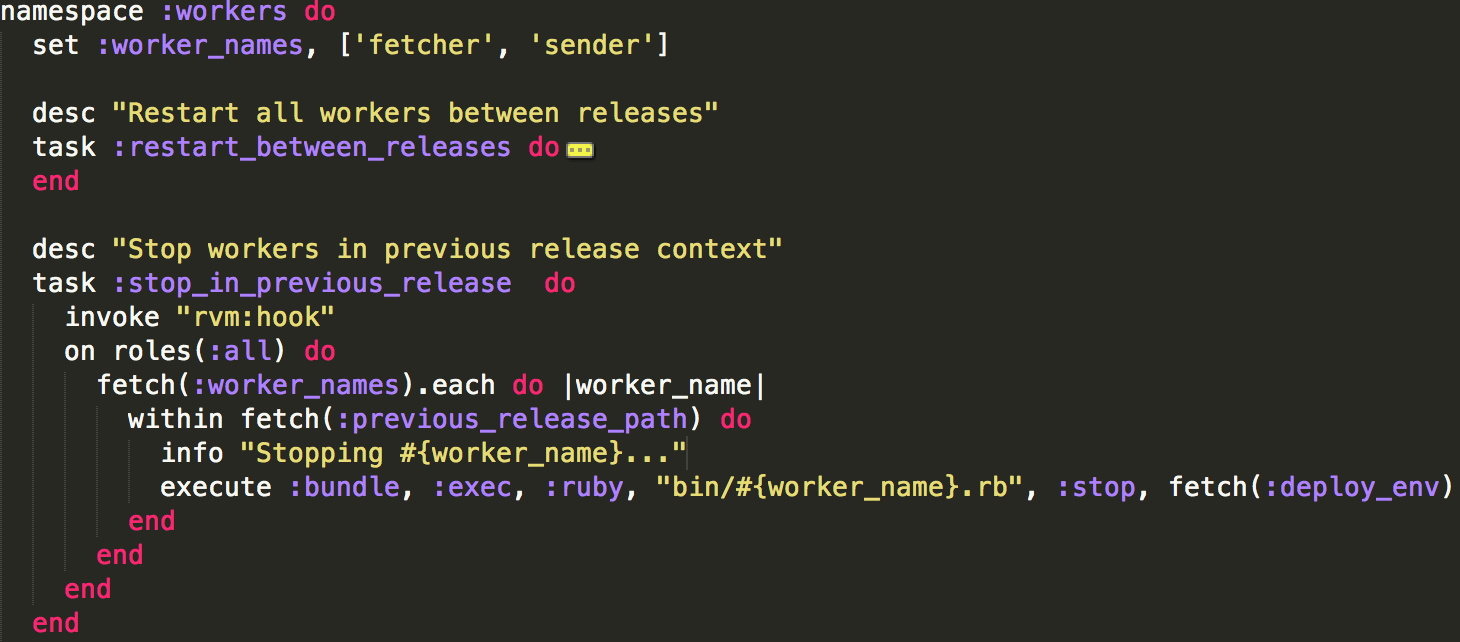 namespace :workers do
  set :worker_names, ['fetcher', 'sender']

  desc "Restart all workers between releases"
  task :restart_between_releases do
  end

  desc "Stop workers in previous release context"
  task :stop_in_previous_release  do
    invoke "rvm:hook"
    on roles(:all) do
      fetch(:worker_names).each do |worker_name|
        within fetch(:previous_release_path) do
          info "Stopping #{worker_name}..."
          execute :bundle, :exec, :ruby, "bin/#{worker_name}.rb", :stop, fetch(:deploy_env)
        end
      end
    end
  end